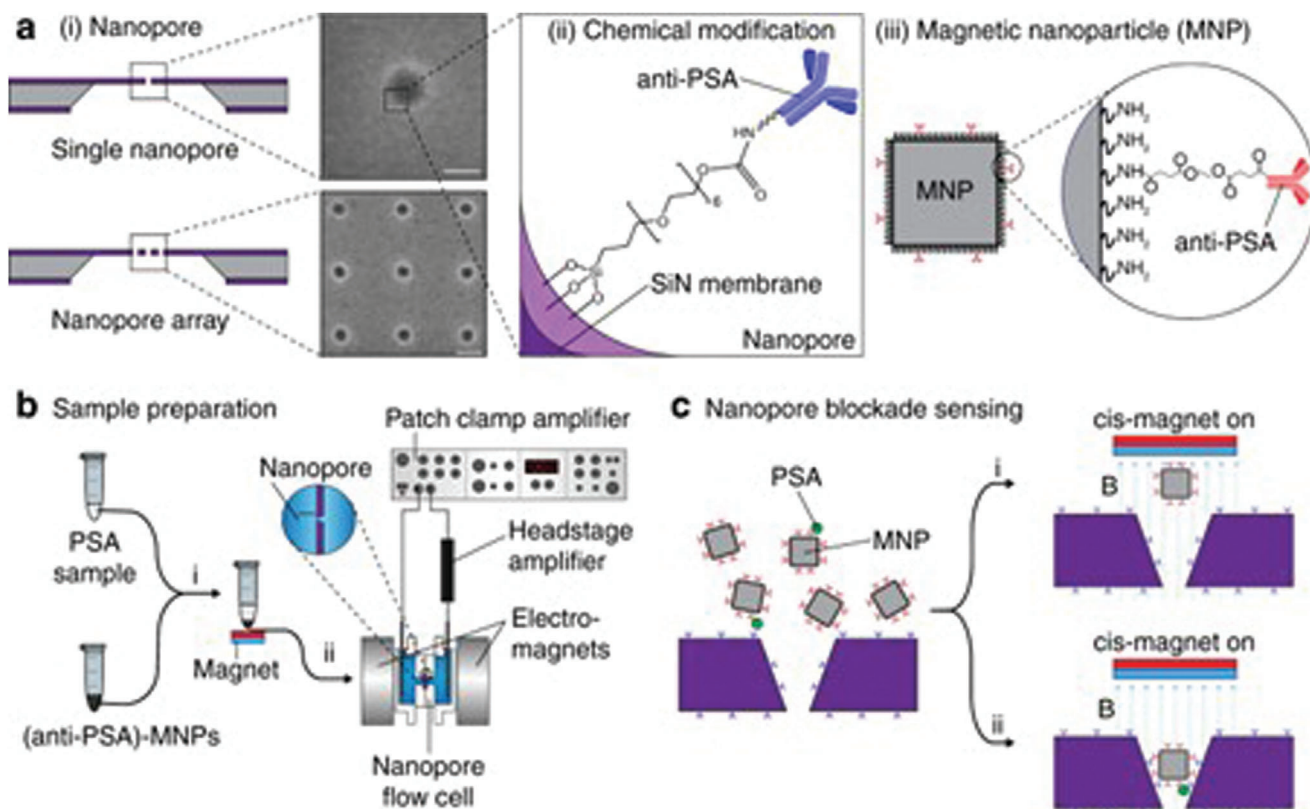 a (i) Nanopore
Single nanopore
Nanopore array
(ii) Chemical modification
anti-PSA
HN
O
O
O
6
Si
O
O
O
SiN membrane
Nanopore
(iii) Magnetic nanoparticle (MNP)
MNP
NH2
NH2
NH
NH2
NH2
NH2
O
O
O
O
O
anti-PSA
b Sample preparation
Patch clamp amplifier
Nanopore
PSA
sample
i
Headstage
amplifier
Electro-
magnets
Magnet
ii
(anti-PSA)-MNPs
Nanopore
flow cell
c Nanopore blockade sensing
PSA
MNP
i
cis-magnet on
B
ii
cis-magnet on
B